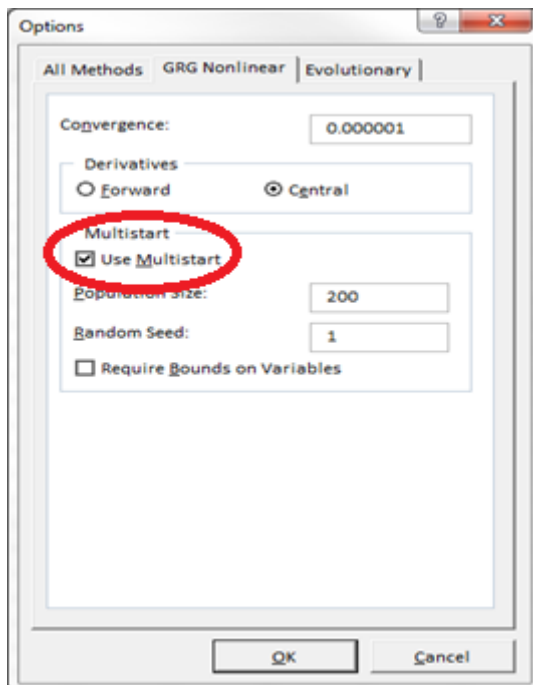 Options
All Methods GRG Nonlinear Evolutionary
Convergence: 0.000001
Derivatives
Forward Central
Multistart
Use Multistart
Population Size: 200
Random Seed: 1
Require Bounds on Variables
OK Cancel